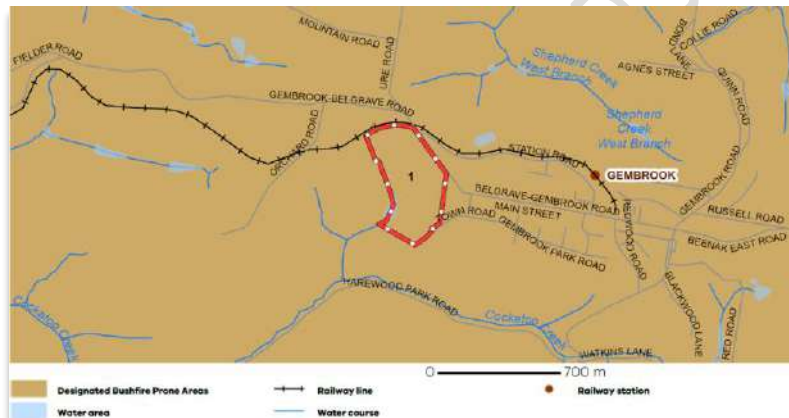 MOUNTAIN ROAD
FIELDER ROAD
URE ROAD
Shepherd Creek
West Branch
BOND LANE
COLLIE ROAD
AGNES STREET
QUINN ROAD
GEMBROOK-BELGRAVE ROAD
Shepherd
Creek
West Branch
ORCHARD ROAD
STATION ROAD
1
GEMBROOK
BELGRAVE-GEMBROOK ROAD
MAIN STREET
GEMBROOK ROAD
RUSSELL ROAD
TOWN ROAD
GEMBROOK PARK ROAD
REDWOOD ROAD
BEENAK EAST ROAD
HAREWOOD PARK ROAD
BLACKWOOD LANE
RED ROAD
Cockatoo Creek
Cockatoo Creek
WATKINS LANE
0 700 m
Designated Bushfire Prone Areas
Railway line
Railway station
Water area
Water course